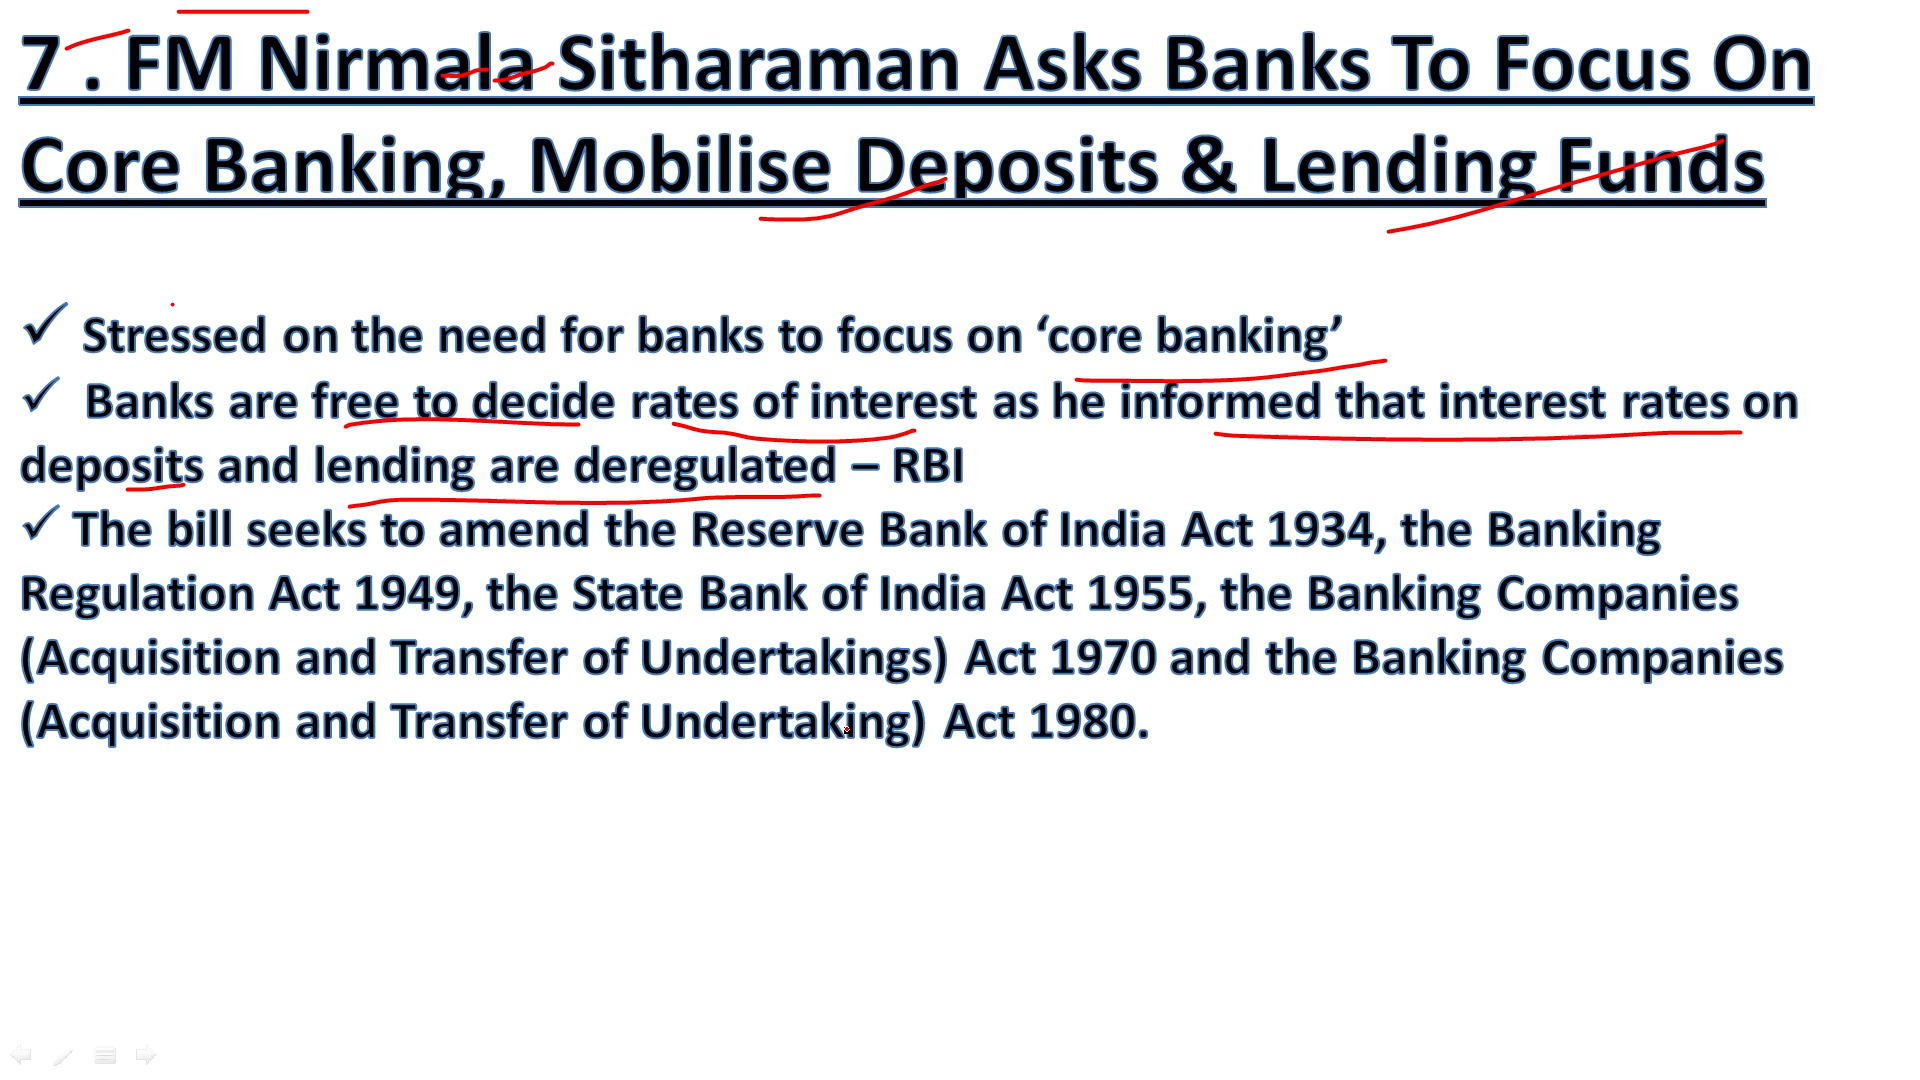 7 . FM Nirmala Sitharaman Asks Banks To Focus On
Core Banking, Mobilise Deposits & Lending Funds
✓ Stressed on the need for banks to focus on ‘core banking’
✓ Banks are free to decide rates of interest as he informed that interest rates on
deposits and lending are deregulated – RBI
✓ The bill seeks to amend the Reserve Bank of India Act 1934, the Banking
Regulation Act 1949, the State Bank of India Act 1955, the Banking Companies
(Acquisition and Transfer of Undertakings) Act 1970 and the Banking Companies
(Acquisition and Transfer of Undertaking) Act 1980.